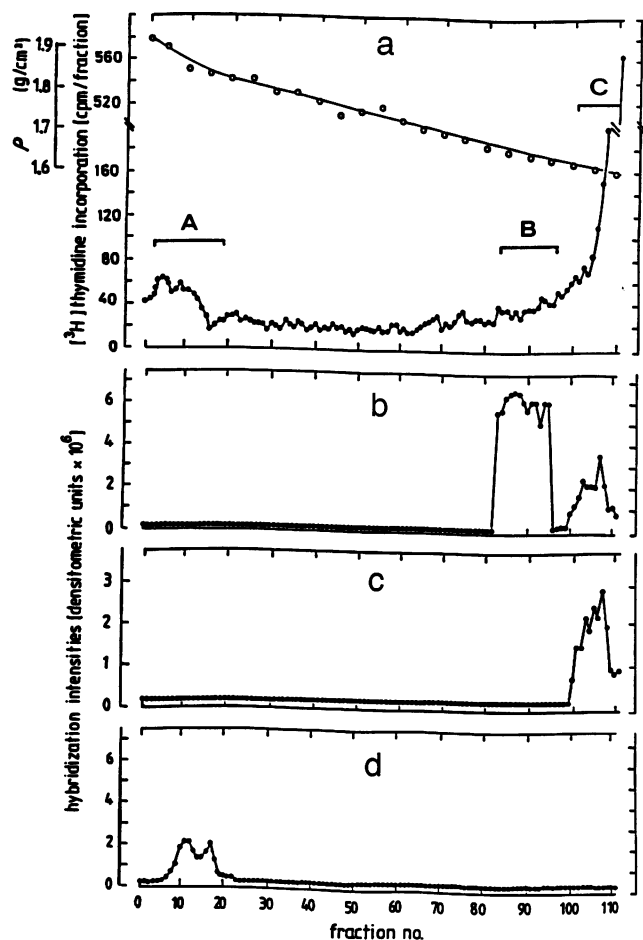 a
ρ (g/cm³)
1,9
1,8
1,7
1,6
[³H] thymidine incorporation (cpm/fraction)
560
520
160
120
80
40
0
A
B
C
b
6
4
2
0
c
3
2
1
0
hybridization intensities (densitometric units × 10⁶)
d
6
4
2
0
0 10 20 30 40 50 60 70 80 90 100 110
fraction no.